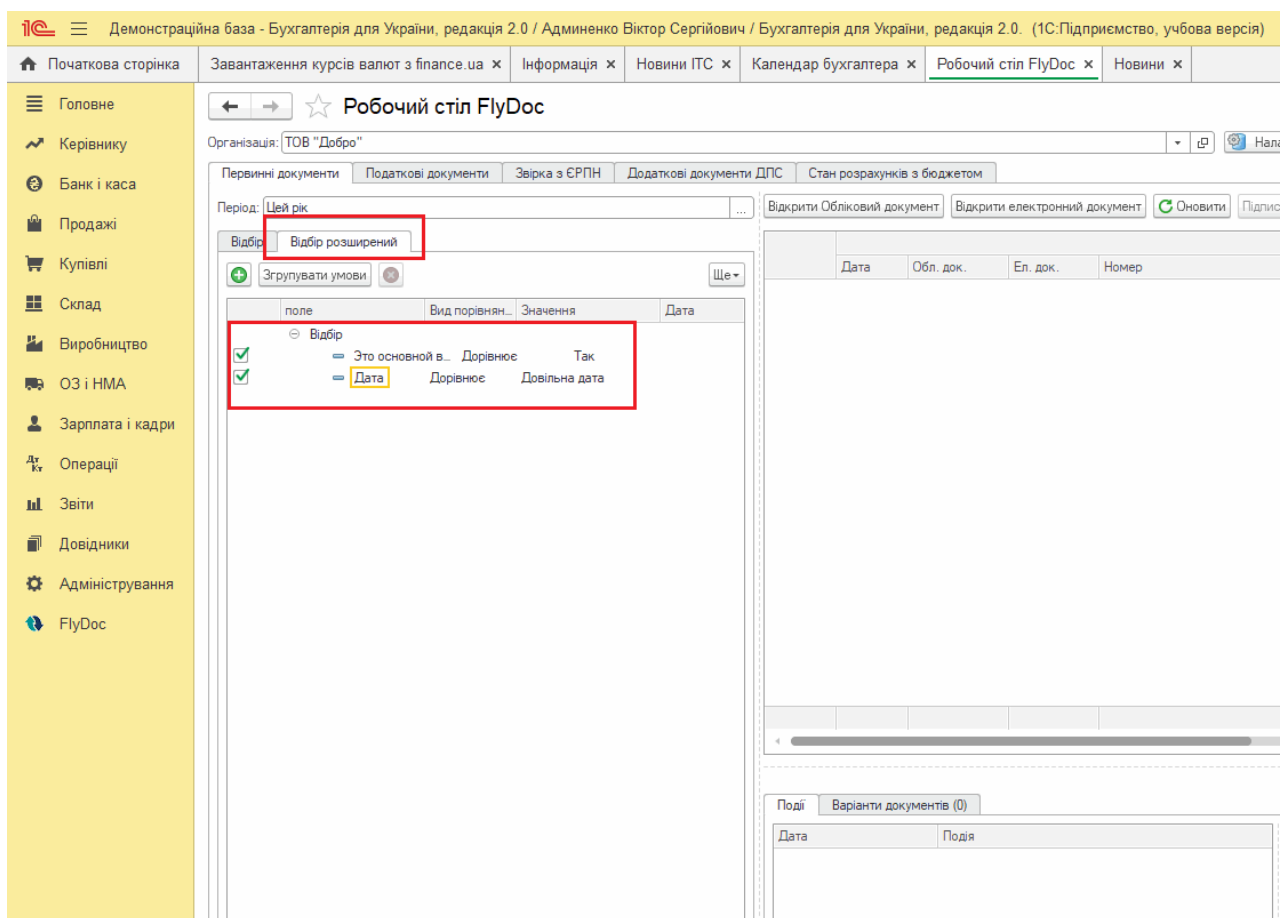 1С Демонстраційна база - Бухгалтерія для України, редакція 2.0 / Админенко Віктор Сергійович / Бухгалтерія для України, редакція 2.0. (1С:Підприємство, учбова версія)
Початкова сторінка Завантаження курсів валют з finance.ua × Інформація × Новини ІТС × Календар бухгалтера × Робочий стіл FlyDoc × Новини ×
Головне
Керівнику
Банк і каса
Продажі
Купівлі
Склад
Виробництво
ОЗ і НМА
Зарплата і кадри
Операції
Звіти
Довідники
Адміністрування
FlyDoc
Робочий стіл FlyDoc
Організація: ТОВ "Добро"
Первинні документи Податкові документи Звірка з ЄРПН Додаткові документи ДПС Стан розрахунків з бюджетом
Період: Цей рік ...
Відбір Відбір розширений
Згрупувати умови Ще
поле Вид порівнян... Значення Дата
Відбір
Это основной в... Дорівнює Так
Дата Дорівнює Довільна дата
Відкрити Обліковий документ Відкрити електронний документ Оновити
Дата Обл. док. Ел. док. Номер
Події Варіанти документів (0)
Дата Подія